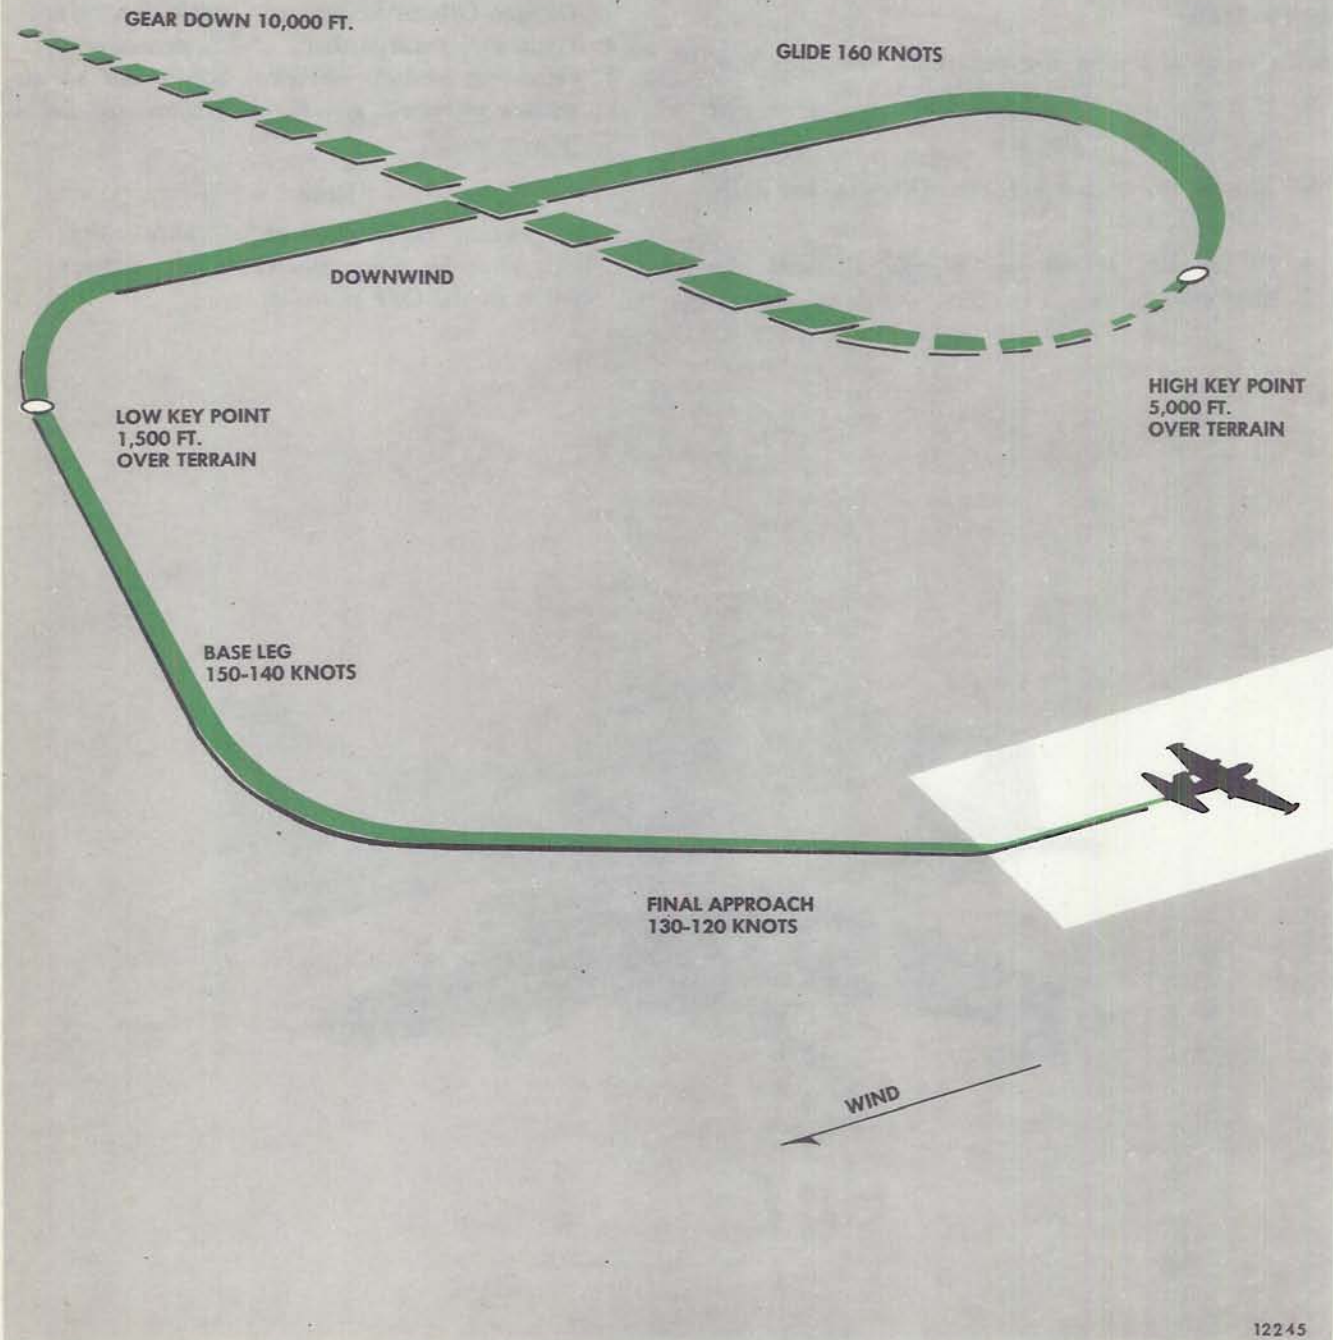 GEAR DOWN 10,000 FT.
GLIDE 160 KNOTS
DOWNWIND
HIGH KEY POINT
5,000 FT.
OVER TERRAIN
LOW KEY POINT
1,500 FT.
OVER TERRAIN
BASE LEG
150-140 KNOTS
FINAL APPROACH
130-120 KNOTS
WIND
12245